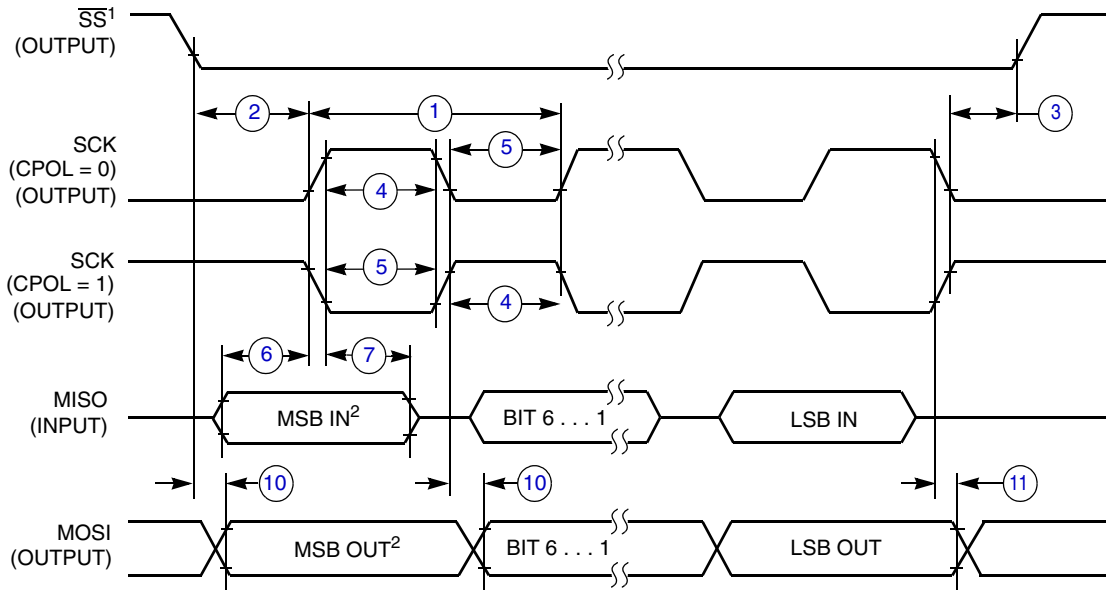 SS¹
(OUTPUT)
2
1
3
SCK
(CPOL = 0)
(OUTPUT)
5
4
SCK
(CPOL = 1)
(OUTPUT)
5
4
6
7
MISO
(INPUT)
MSB IN²
BIT 6 . . . 1
LSB IN
10
10
11
MOSI
(OUTPUT)
MSB OUT²
BIT 6 . . . 1
LSB OUT